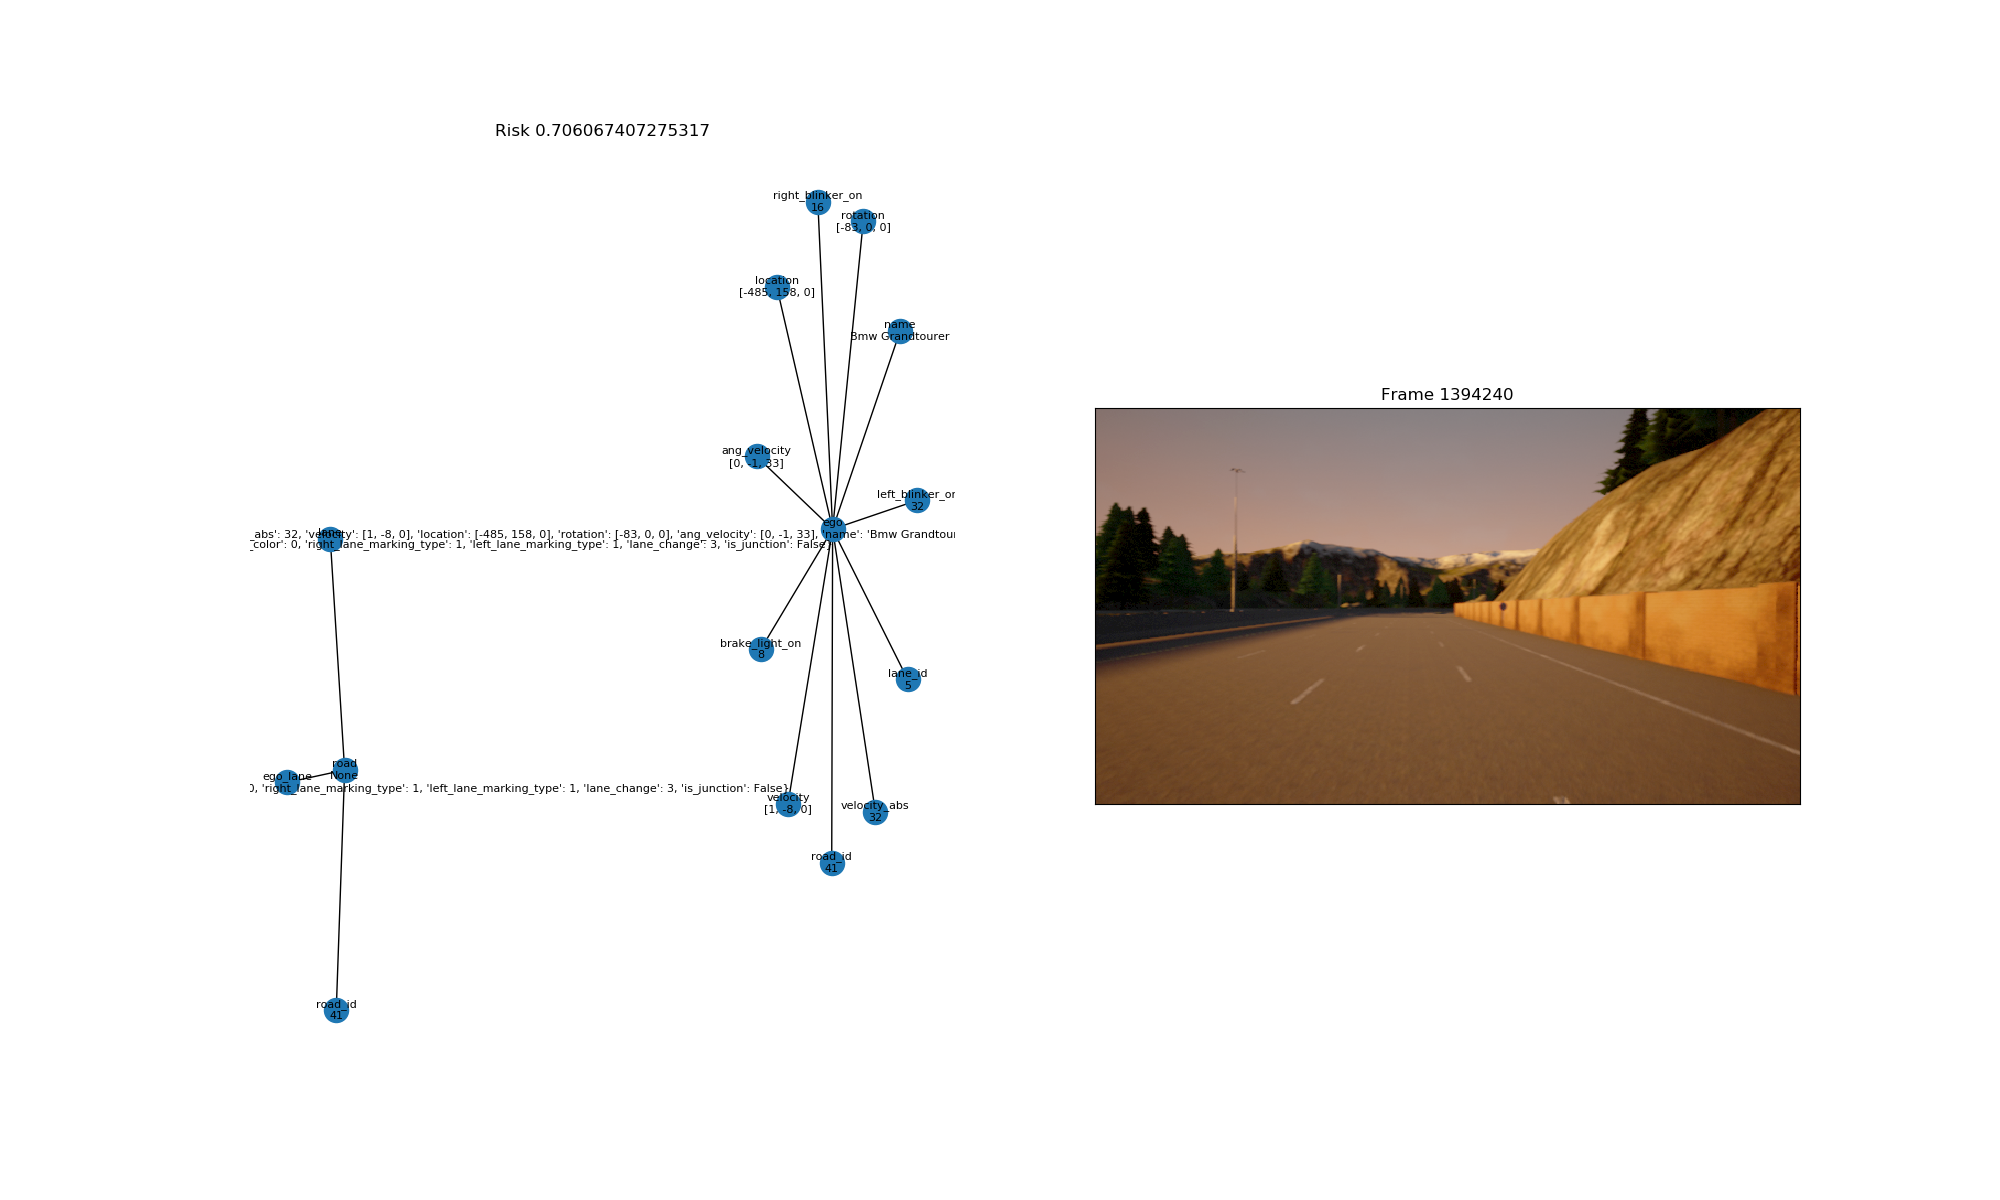 Risk 0.706067407275317
right_blinker_on
16
rotation
[-83, 0, 0]
location
[-485, 158, 0]
name
Bmw Grandtourer
Frame 1394240
ang_velocity
[0, -1, 33]
left_blinker_on
32
ego
lane
_abs': 32, 'velocity': [1, -8, 0], 'location': [-485, 158, 0], 'rotation': [-83, 0, 0], 'ang_velocity': [0, -1, 33], 'name': 'Bmw Grandtour
_color': 0, 'right_lane_marking_type': 1, 'left_lane_marking_type': 1, 'lane_change': 3, 'is_junction': False}
brake_light_on
8
lane_id
5
road
None
ego_lane
0, 'right_lane_marking_type': 1, 'left_lane_marking_type': 1, 'lane_change': 3, 'is_junction': False}
velocity
[1, -8, 0]
velocity_abs
32
road_id
41
road_id
41